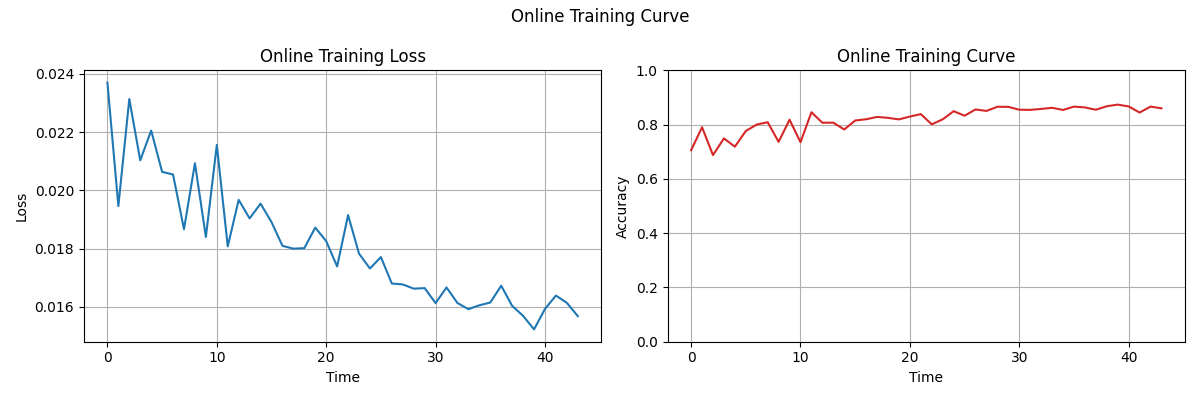 Online Training Curve
Online Training Loss
0.024
0.022
0.020
0.018
0.016
Loss
0 10 20 30 40
Time
Online Training Curve
1.0
0.8
0.6
0.4
0.2
0.0
Accuracy
0 10 20 30 40
Time